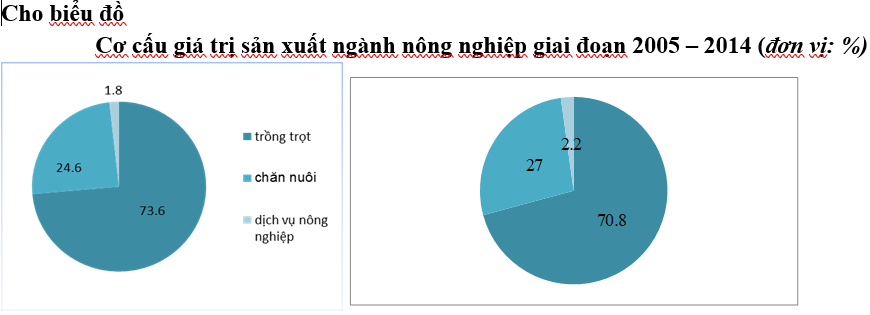 Cho biểu đồ
Cơ cấu giá trị sản xuất ngành nông nghiệp giai đoạn 2005 – 2014 (đơn vị: %)
1.8
24.6
73.6
trồng trọt
chăn nuôi
dịch vụ nông
nghiệp
2.2
27
70.8